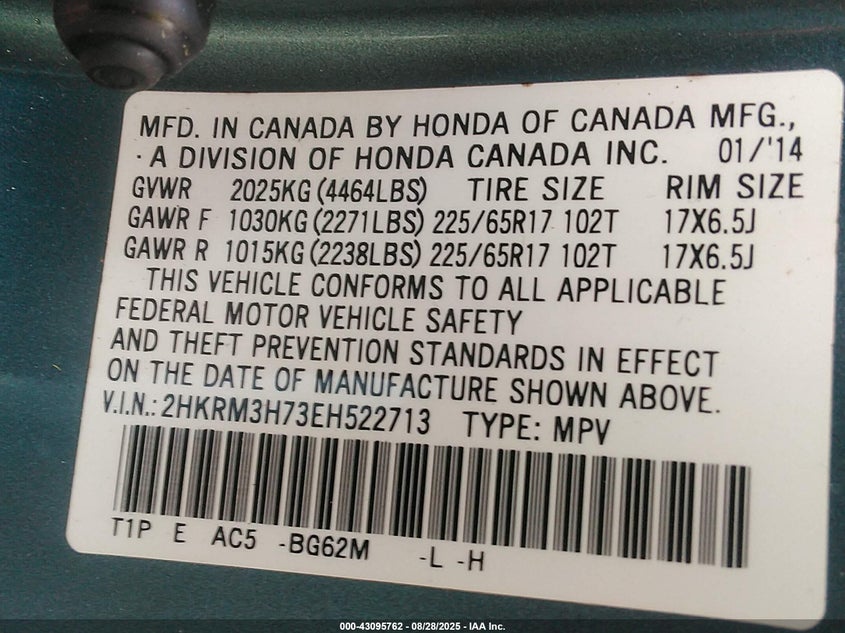 MFD. IN CANADA BY HONDA OF CANADA MFG.,
· A DIVISION OF HONDA CANADA INC. 01/'14
GVWR 2025KG (4464LBS) TIRE SIZE RIM SIZE
GAWR F 1030KG (2271LBS) 225/65R17 102T 17X6.5J
GAWR R 1015KG (2238LBS) 225/65R17 102T 17X6.5J
THIS VEHICLE CONFORMS TO ALL APPLICABLE
FEDERAL MOTOR VEHICLE SAFETY
AND THEFT PREVENTION STANDARDS IN EFFECT
ON THE DATE OF MANUFACTURE SHOWN ABOVE.
V.I.N.: 2HKRM3H73EH522713 TYPE: MPV
T1P E AC5 -BG62M -L -H
000-43095762 - 08/28/2025 - IAA Inc.